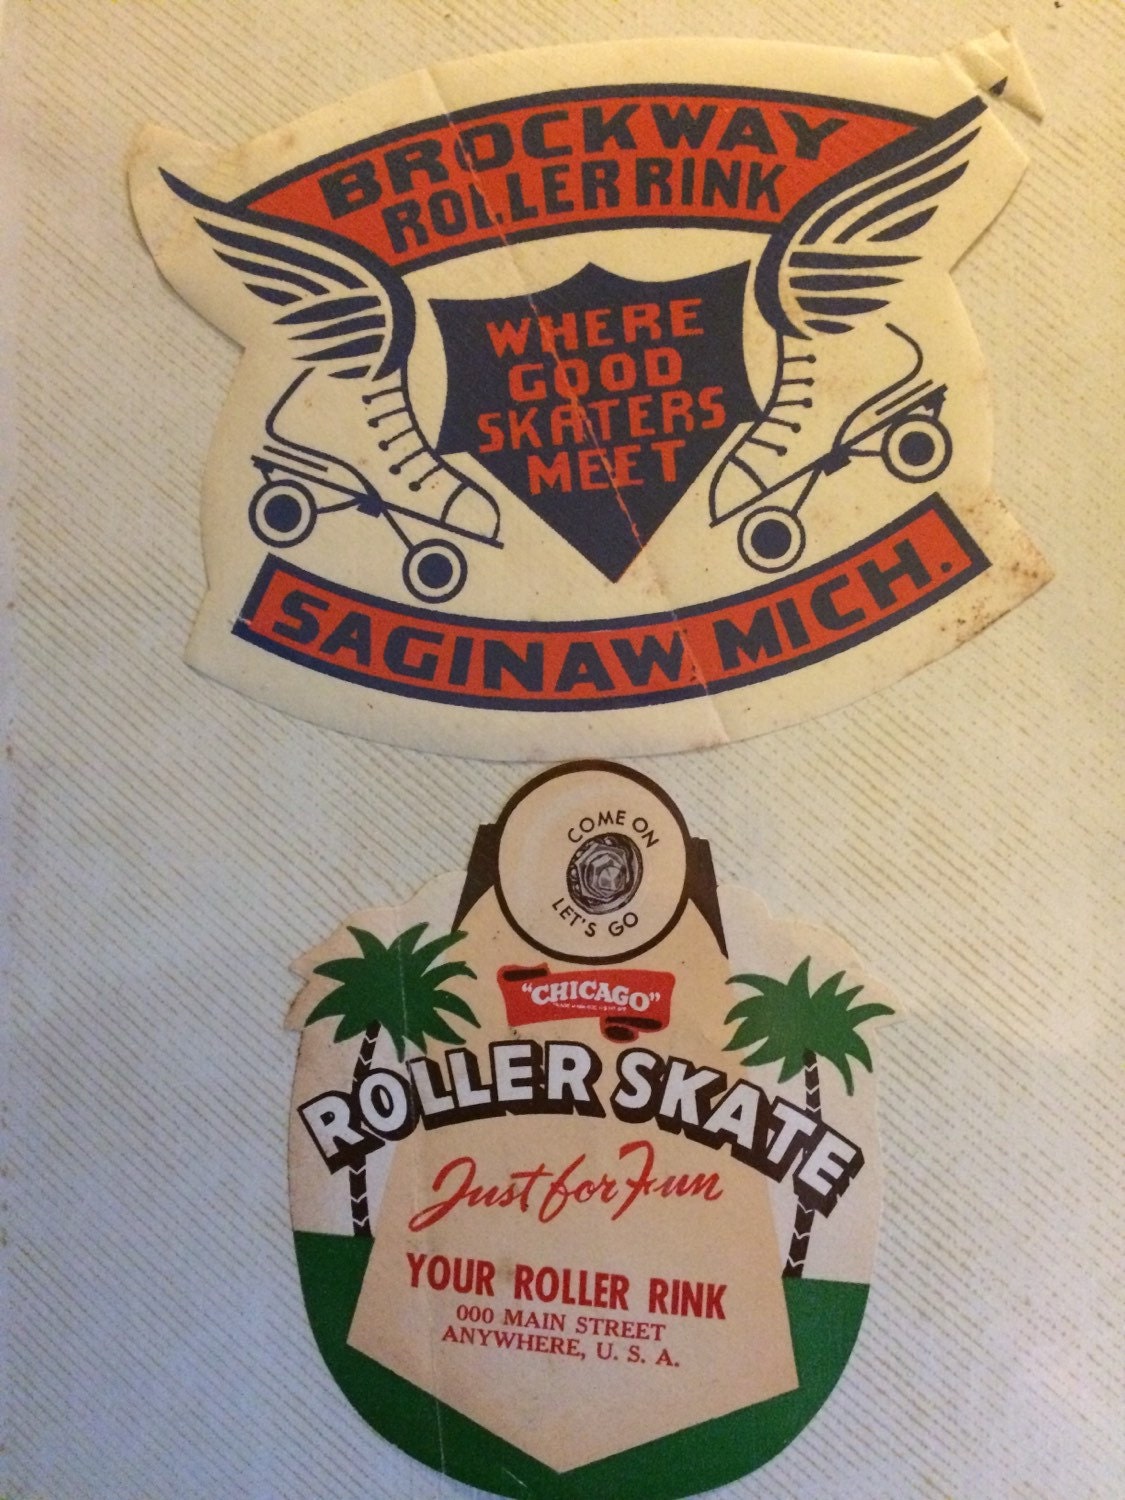 BROCKWAY
ROLLER RINK
WHERE
GOOD
SKATERS
MEET
SAGINAW MICH.
COME ON
LET'S GO
"CHICAGO"
ROLLER SKATE
Just for Fun
YOUR ROLLER RINK
000 MAIN STREET
ANYWHERE, U. S. A.